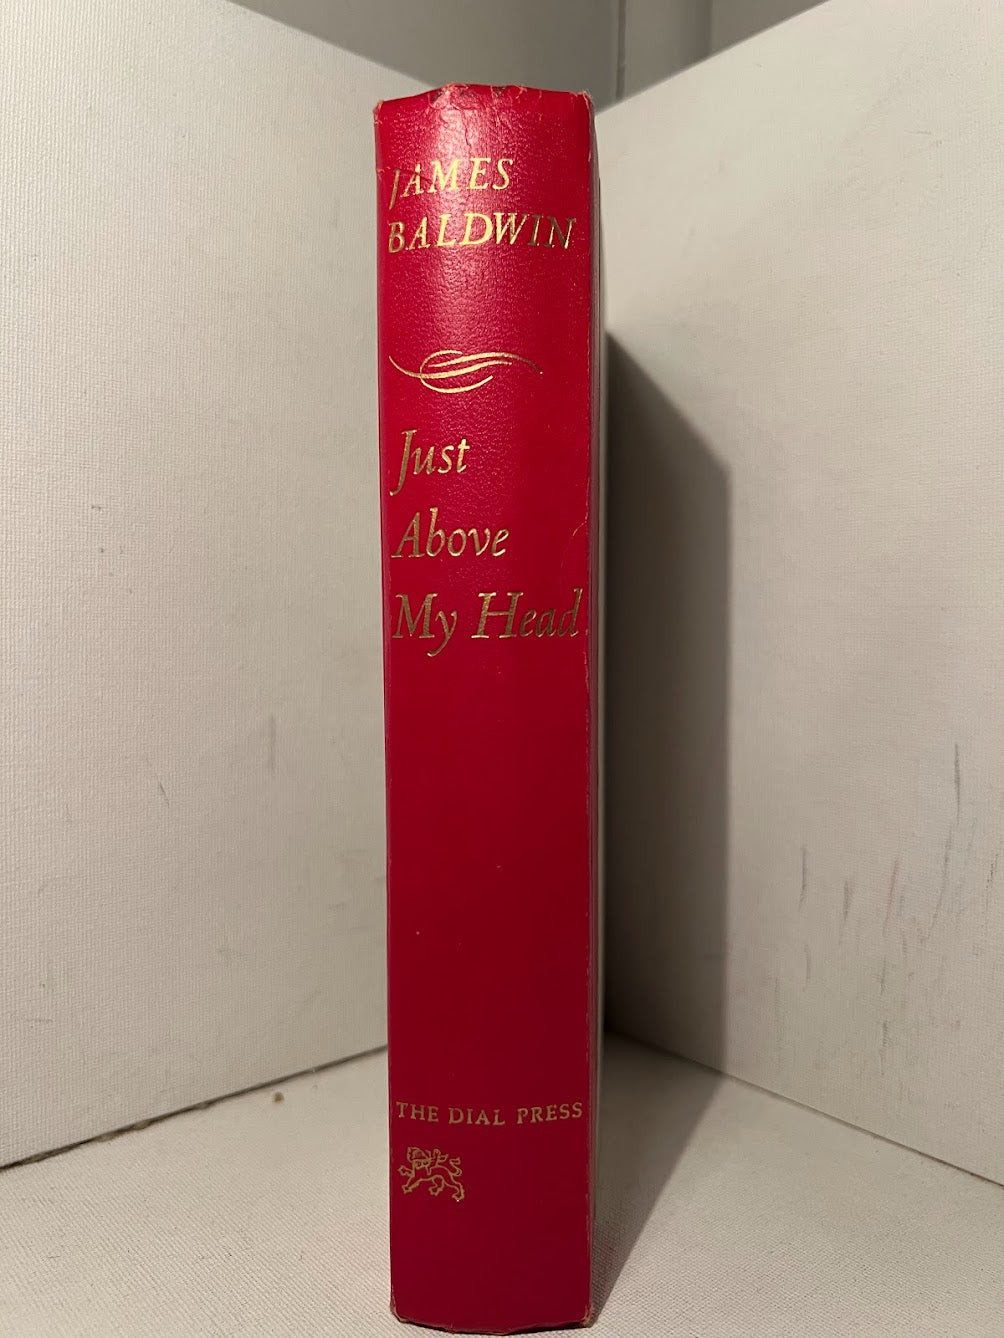 JAMES
BALDWIN
Just
Above
My Head
THE DIAL PRESS